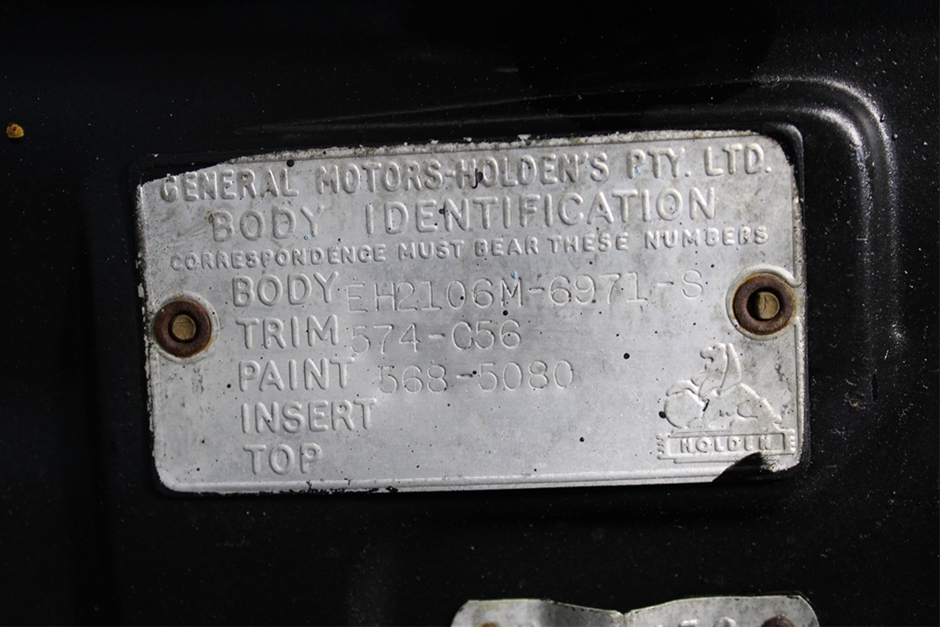 GENERAL MOTORS-HOLDEN'S PTY. LTD.
BODY IDENTIFICATION
CORRESPONDENCE MUST BEAR THESE NUMBERS
BODY EH2106M-6971-S
TRIM 574-C56
PAINT 568-5080
INSERT
TOP
HOLDEN